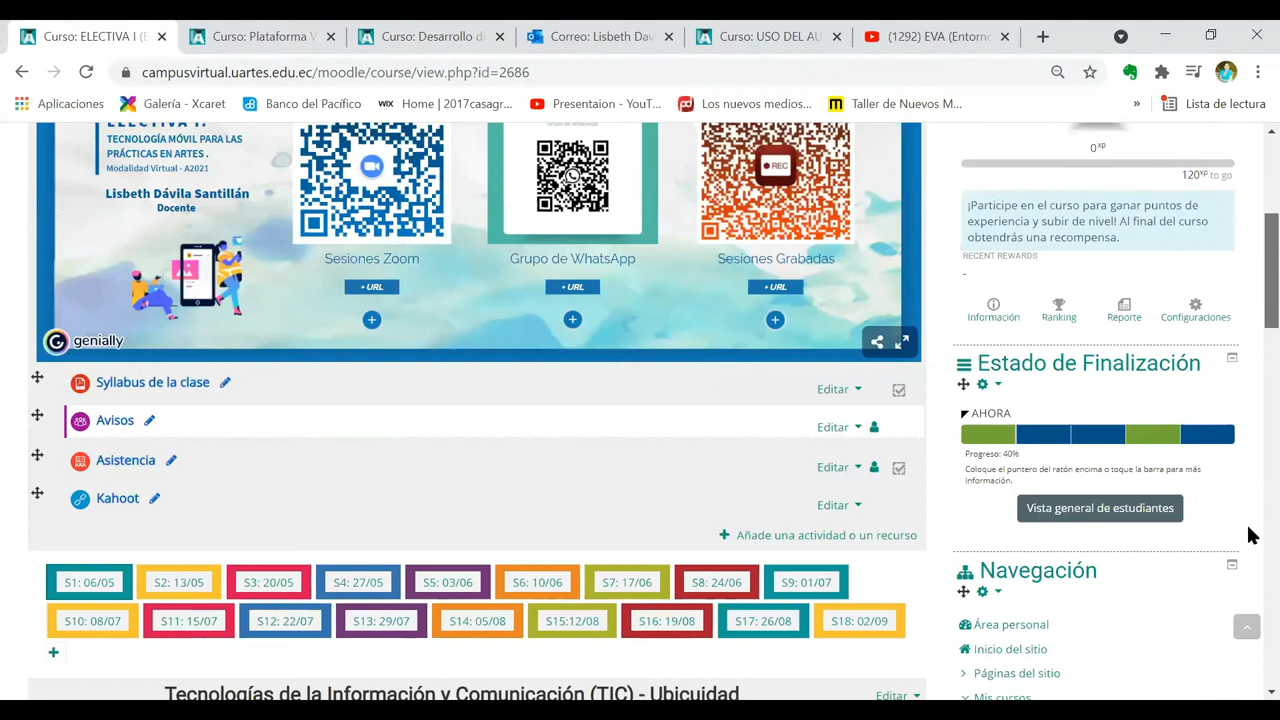 Curso: ELECTIVA I (E
Curso: Plataforma V
Curso: Desarrollo d
Correo: Lisbeth Dav
Curso: USO DEL AU
(1292) EVA (Entorno
campusvirtual.uartes.edu.ec/moodle/course/view.php?id=2686
Aplicaciones
Galería - Xcaret
Banco del Pacífico
WIX
Home | 2017casagr...
Presentaion - YouT...
Los nuevos medios...
Taller de Nuevos M...
»
Lista de lectura
TECNOLOGÍA MÓVIL PARA LAS
PRÁCTICAS EN ARTES .
Modalidad Virtual - A2021
Lisbeth Dávila Santillán
Docente
REC
Sesiones Zoom
Grupo de WhatsApp
Sesiones Grabadas
+ URL
+ URL
+ URL
genially
Syllabus de la clase
Editar
Avisos
Editar
Asistencia
Editar
Kahoot
Editar
+ Añade una actividad o un recurso
S1: 06/05
S2: 13/05
S3: 20/05
S4: 27/05
S5: 03/06
S6: 10/06
S7: 17/06
S8: 24/06
S9: 01/07
S10: 08/07
S11: 15/07
S12: 22/07
S13: 29/07
S14: 05/08
S15:12/08
S16: 19/08
S17: 26/08
S18: 02/09
Tecnologías de la Información y Comunicación (TIC) - Ubicuidad
Editar
0xp
120xp to go
¡Participe en el curso para ganar puntos de
experiencia y subir de nivel! Al final del curso
obtendrás una recompensa.
RECENT REWARDS
-
Información
Ranking
Reporte
Configuraciones
Estado de Finalización
AHORA
Progreso: 40%
Coloque el puntero del ratón encima o toque la barra para más
información.
Vista general de estudiantes
Navegación
Área personal
Inicio del sitio
Páginas del sitio
Mis cursos